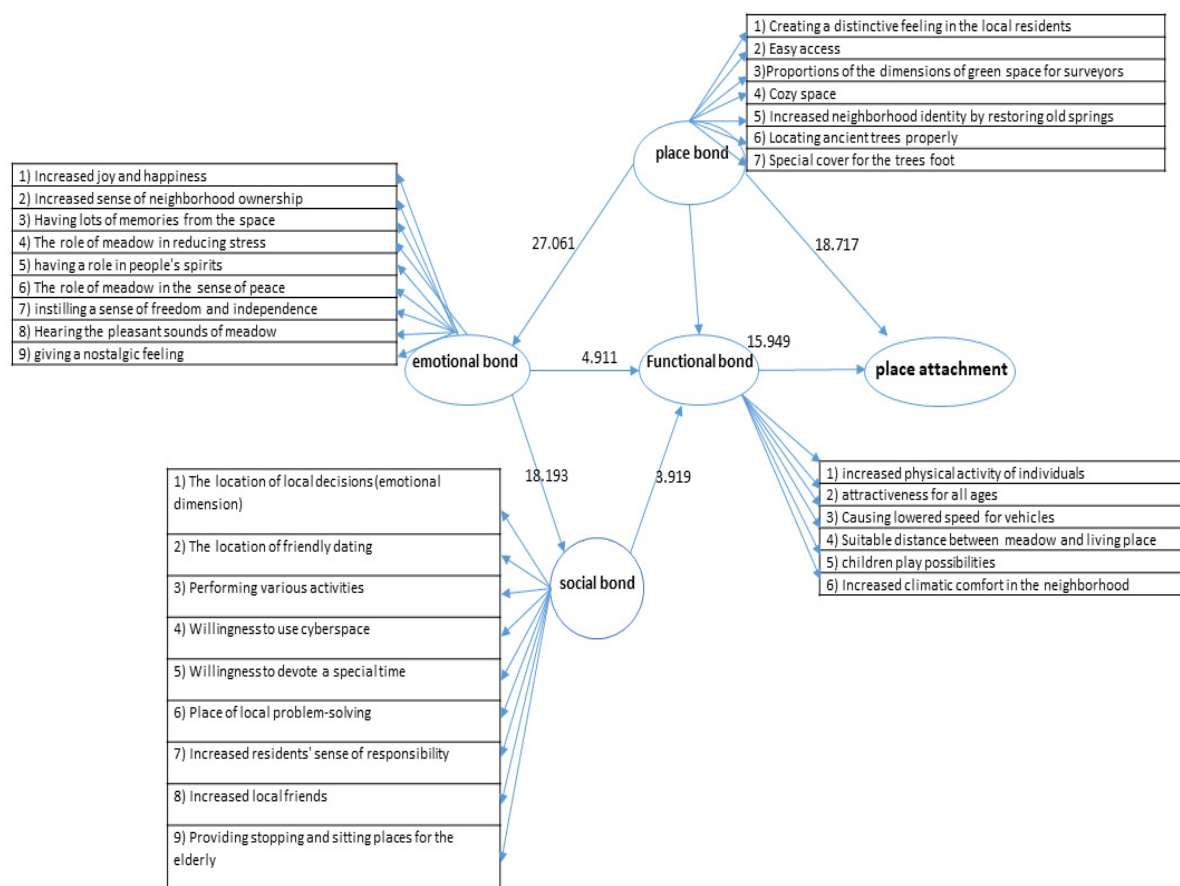 1) Creating a distinctive feeling in the local residents
2) Easy access
3)Proportions of the dimensions of green space for surveyors
4) Cozy space
5) Increased neighborhood identity by restoring old springs
6) Locating ancient trees properly
7) Special cover for the trees foot
place bond
1) Increased joy and happiness
2) Increased sense of neighborhood ownership
3) Having lots of memories from the space
4) The role of meadow in reducing stress
5) having a role in people's spirits
6) The role of meadow in the sense of peace
7) instilling a sense of freedom and independence
8) Hearing the pleasant sounds of meadow
9) giving a nostalgic feeling
27.061
18.717
emotional bond
4.911
Functional bond
15.949
place attachment
18.193
3.919
1) The location of local decisions (emotional
dimension)
2) The location of friendly dating
3) Performing various activities
4) Willingness to use cyberspace
5) Willingness to devote a special time
6) Place of local problem-solving
7) Increased residents' sense of responsibility
8) Increased local friends
9) Providing stopping and sitting places for the
elderly
social bond
1) increased physical activity of individuals
2) attractiveness for all ages
3) Causing lowered speed for vehicles
4) Suitable distance between meadow and living place
5) children play possibilities
6) Increased climatic comfort in the neighborhood